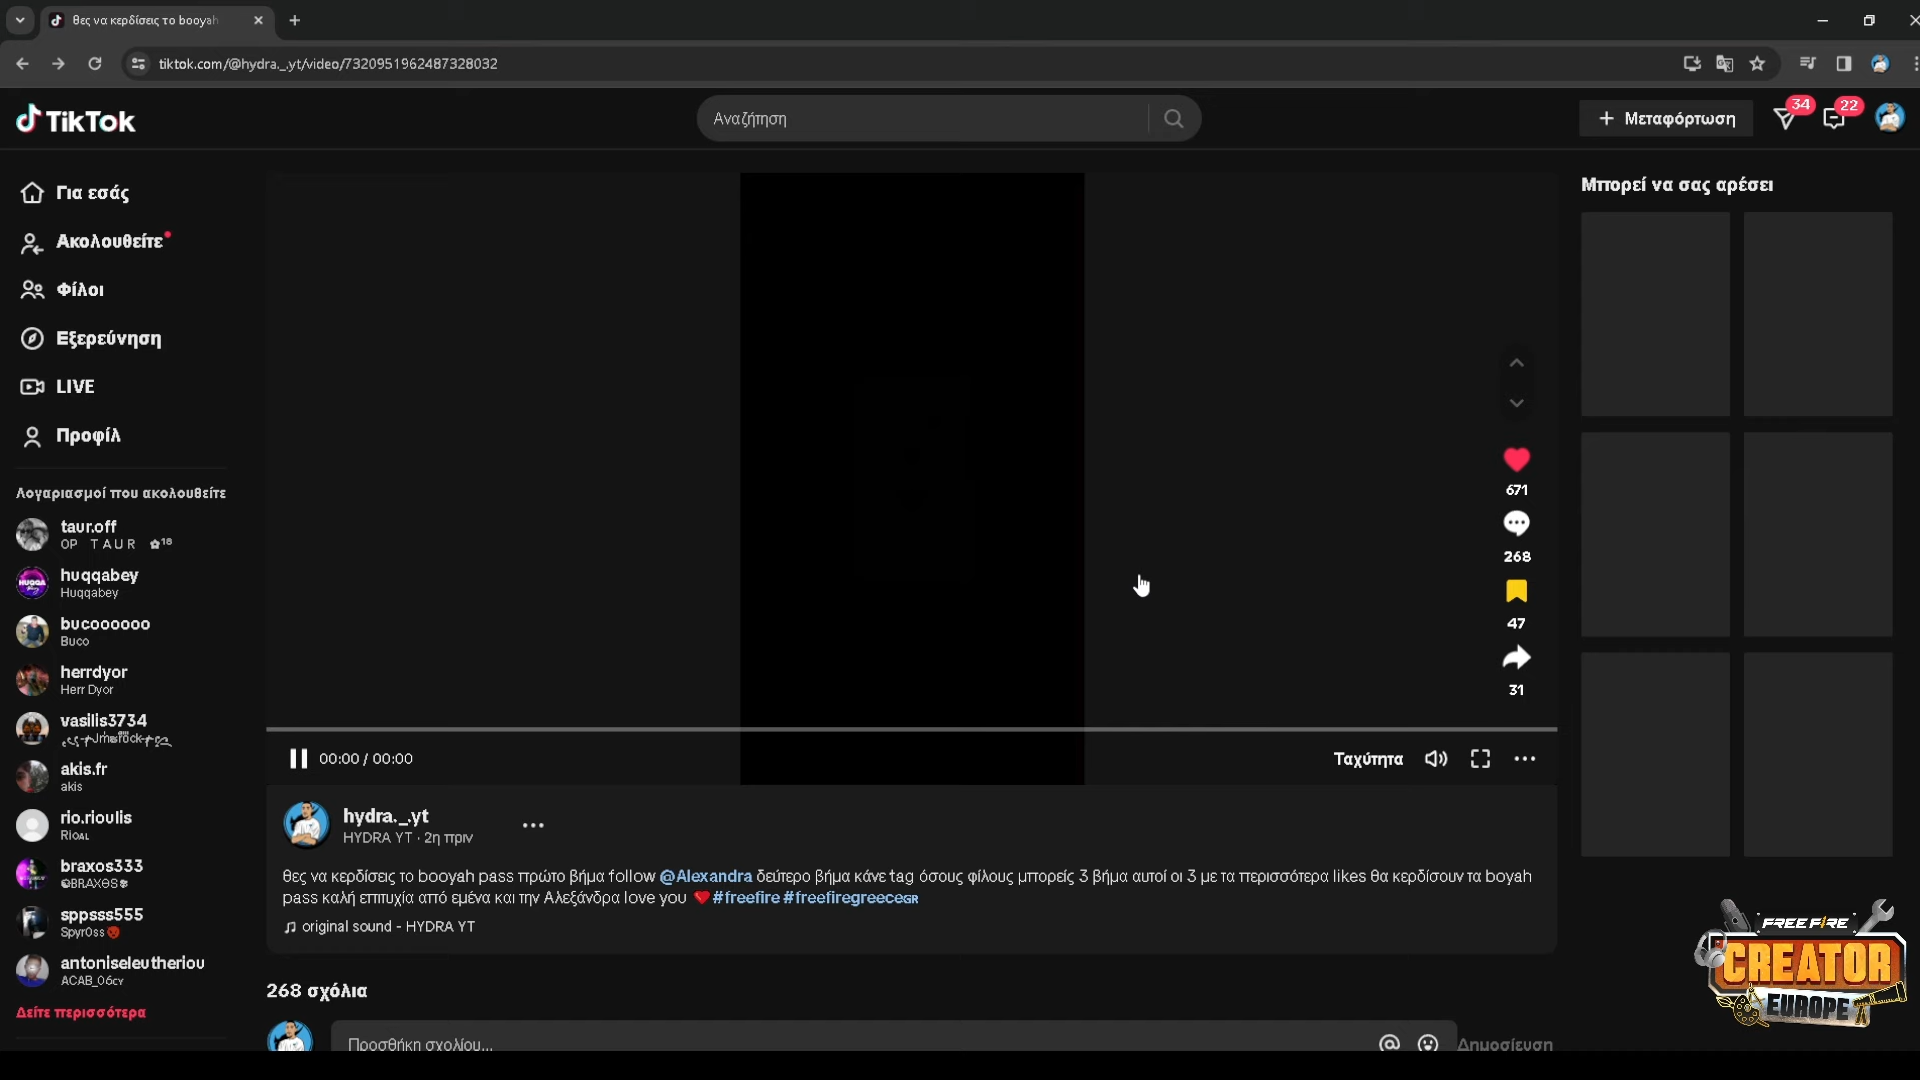 θες να κερδίσεις το booyah
tiktok.com/@hydra._.yt/video/7320951962487328032
TikTok
Αναζήτηση
Μεταφόρτωση
34
22
Για εσάς
Ακολουθείτε
Φίλοι
Εξερεύνηση
LIVE
Προφίλ
Λογαριασμοί που ακολουθείτε
taur.off
OP TAUR ✿¹⁸
huqqabey
Huqqabey
bucoooooo
Buco
herrdyor
Herr Dyor
vasilis3734
akis.fr
akis
rio.rioulis
Rioᴀʟ
braxos333
sppsss555
Spyr0ss
antoniseleutheriou
ACAB_06cy
Δείτε περισσότερα
671
268
47
31
00:00 / 00:00
Ταχύτητα
hydra._.yt
HYDRA YT · 2η πριν
θες να κερδίσεις το booyah pass πρώτο βήμα follow @Alexandra δεύτερο βήμα κάνε tag όσους φίλους μπορείς 3 βήμα αυτοί οι 3 με τα περισσότερα likes θα κερδίσουν τα boyah
pass καλή επιτυχία από εμένα και την Αλεξάνδρα love you ❤️ #freefire #freefiregreece🇬🇷
original sound - HYDRA YT
268 σχόλια
Προσθήκη σχολίου...
Δημοσίευση
Μπορεί να σας αρέσει
FREE FIRE
CREATOR
EUROPE